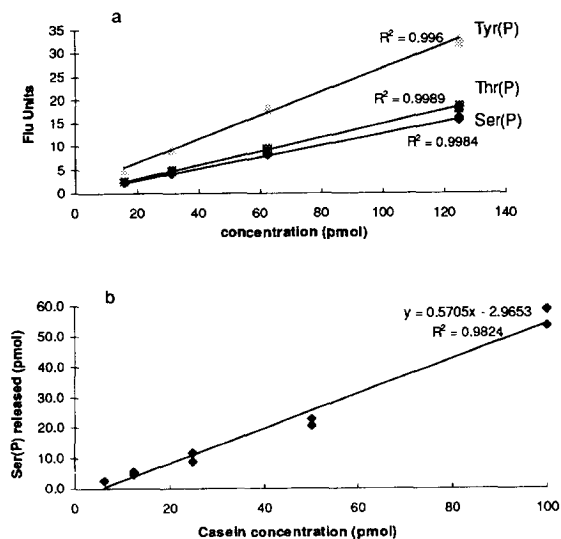 a
35
30
25
20
15
10
5
0
Flu Units
R² = 0.996
Tyr(P)
R² = 0.9989
Thr(P)
R² = 0.9984
Ser(P)
0 20 40 60 80 100 120 140
concentration (pmol)
b
60.0
50.0
40.0
30.0
20.0
10.0
0.0
Ser(P) released (pmol)
y = 0.5705x - 2.9653
R² = 0.9824
0 20 40 60 80 100
Casein concentration (pmol)